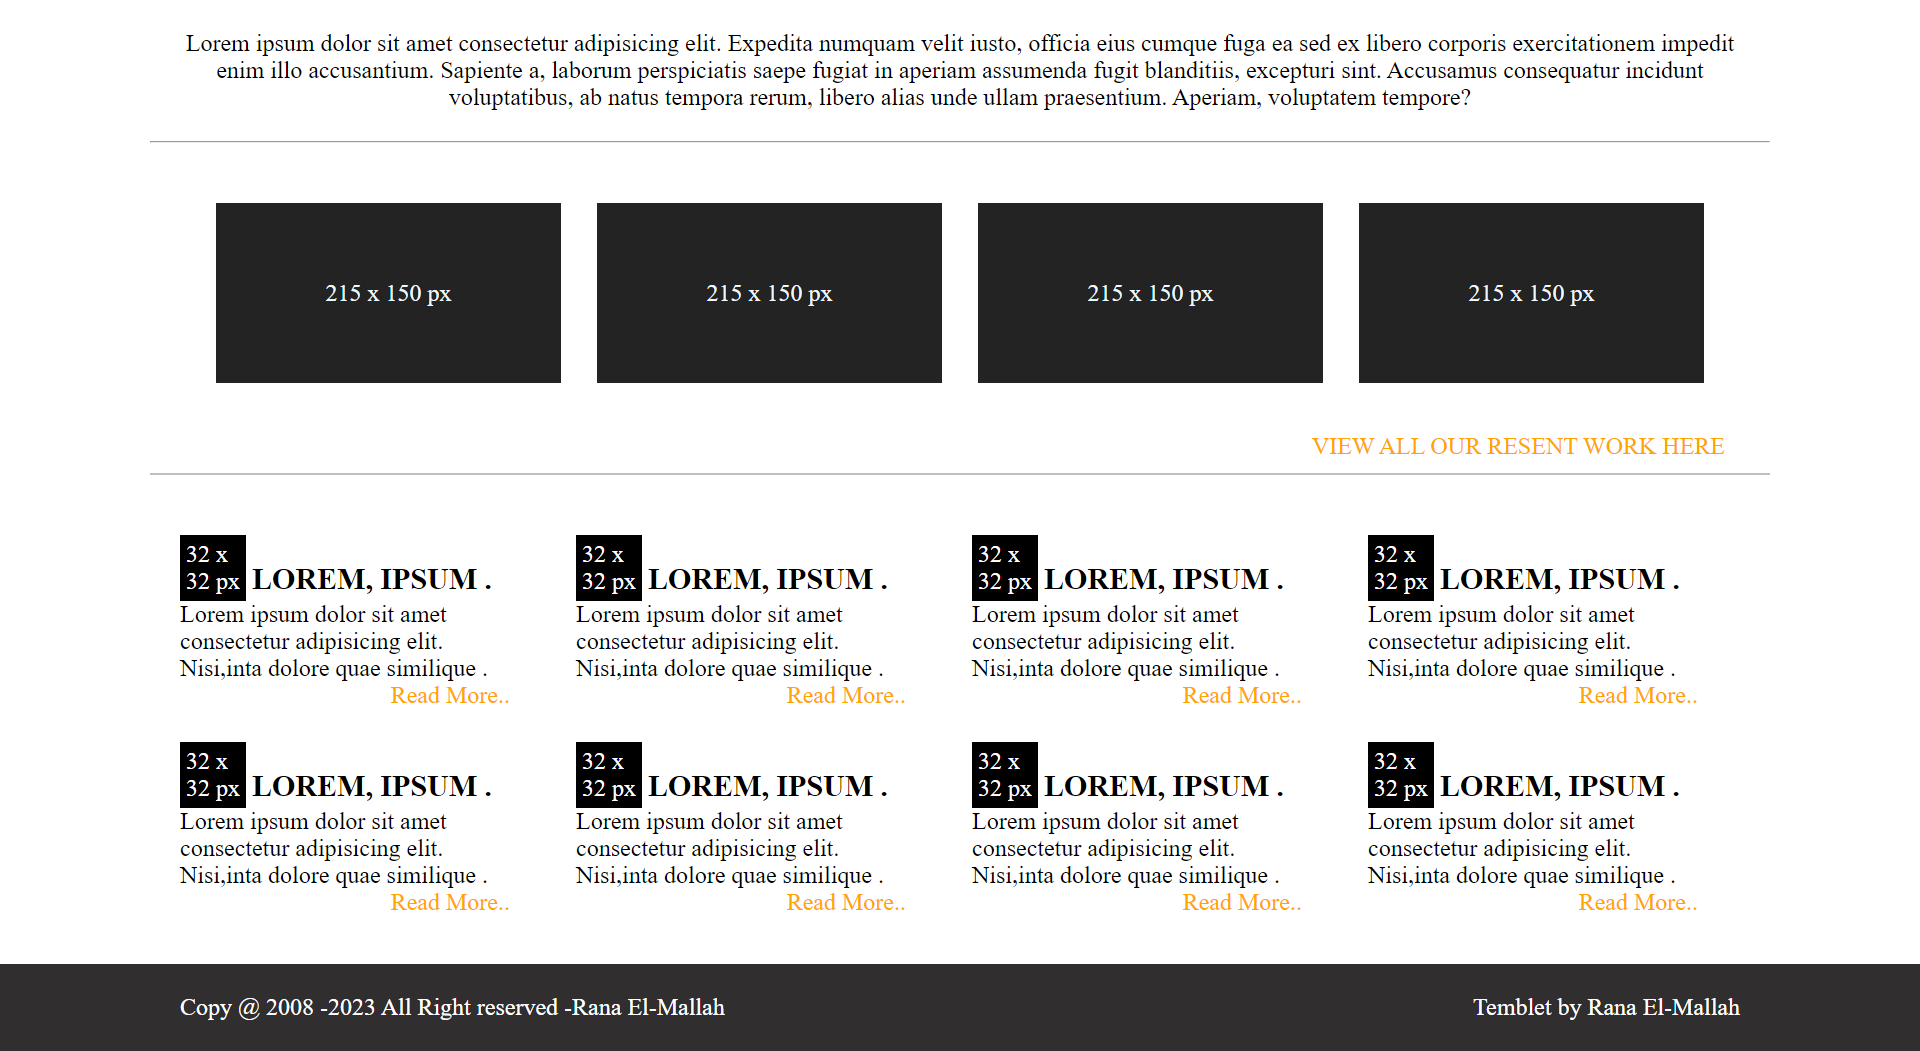 Lorem ipsum dolor sit amet consectetur adipisicing elit. Expedita numquam velit iusto, officia eius cumque fuga ea sed ex libero corporis exercitationem impedit
enim illo accusantium. Sapiente a, laborum perspiciatis saepe fugiat in aperiam assumenda fugit blanditiis, excepturi sint. Accusamus consequatur incidunt
voluptatibus, ab natus tempora rerum, libero alias unde ullam praesentium. Aperiam, voluptatem tempore?
215 x 150 px
215 x 150 px
215 x 150 px
215 x 150 px
VIEW ALL OUR RESENT WORK HERE
32 x
32 px LOREM, IPSUM .
Lorem ipsum dolor sit amet
consectetur adipisicing elit.
Nisi,inta dolore quae similique .
Read More..
32 x
32 px LOREM, IPSUM .
Lorem ipsum dolor sit amet
consectetur adipisicing elit.
Nisi,inta dolore quae similique .
Read More..
32 x
32 px LOREM, IPSUM .
Lorem ipsum dolor sit amet
consectetur adipisicing elit.
Nisi,inta dolore quae similique .
Read More..
32 x
32 px LOREM, IPSUM .
Lorem ipsum dolor sit amet
consectetur adipisicing elit.
Nisi,inta dolore quae similique .
Read More..
32 x
32 px LOREM, IPSUM .
Lorem ipsum dolor sit amet
consectetur adipisicing elit.
Nisi,inta dolore quae similique .
Read More..
32 x
32 px LOREM, IPSUM .
Lorem ipsum dolor sit amet
consectetur adipisicing elit.
Nisi,inta dolore quae similique .
Read More..
32 x
32 px LOREM, IPSUM .
Lorem ipsum dolor sit amet
consectetur adipisicing elit.
Nisi,inta dolore quae similique .
Read More..
32 x
32 px LOREM, IPSUM .
Lorem ipsum dolor sit amet
consectetur adipisicing elit.
Nisi,inta dolore quae similique .
Read More..
Copy @ 2008 -2023 All Right reserved -Rana El-Mallah
Temblet by Rana El-Mallah